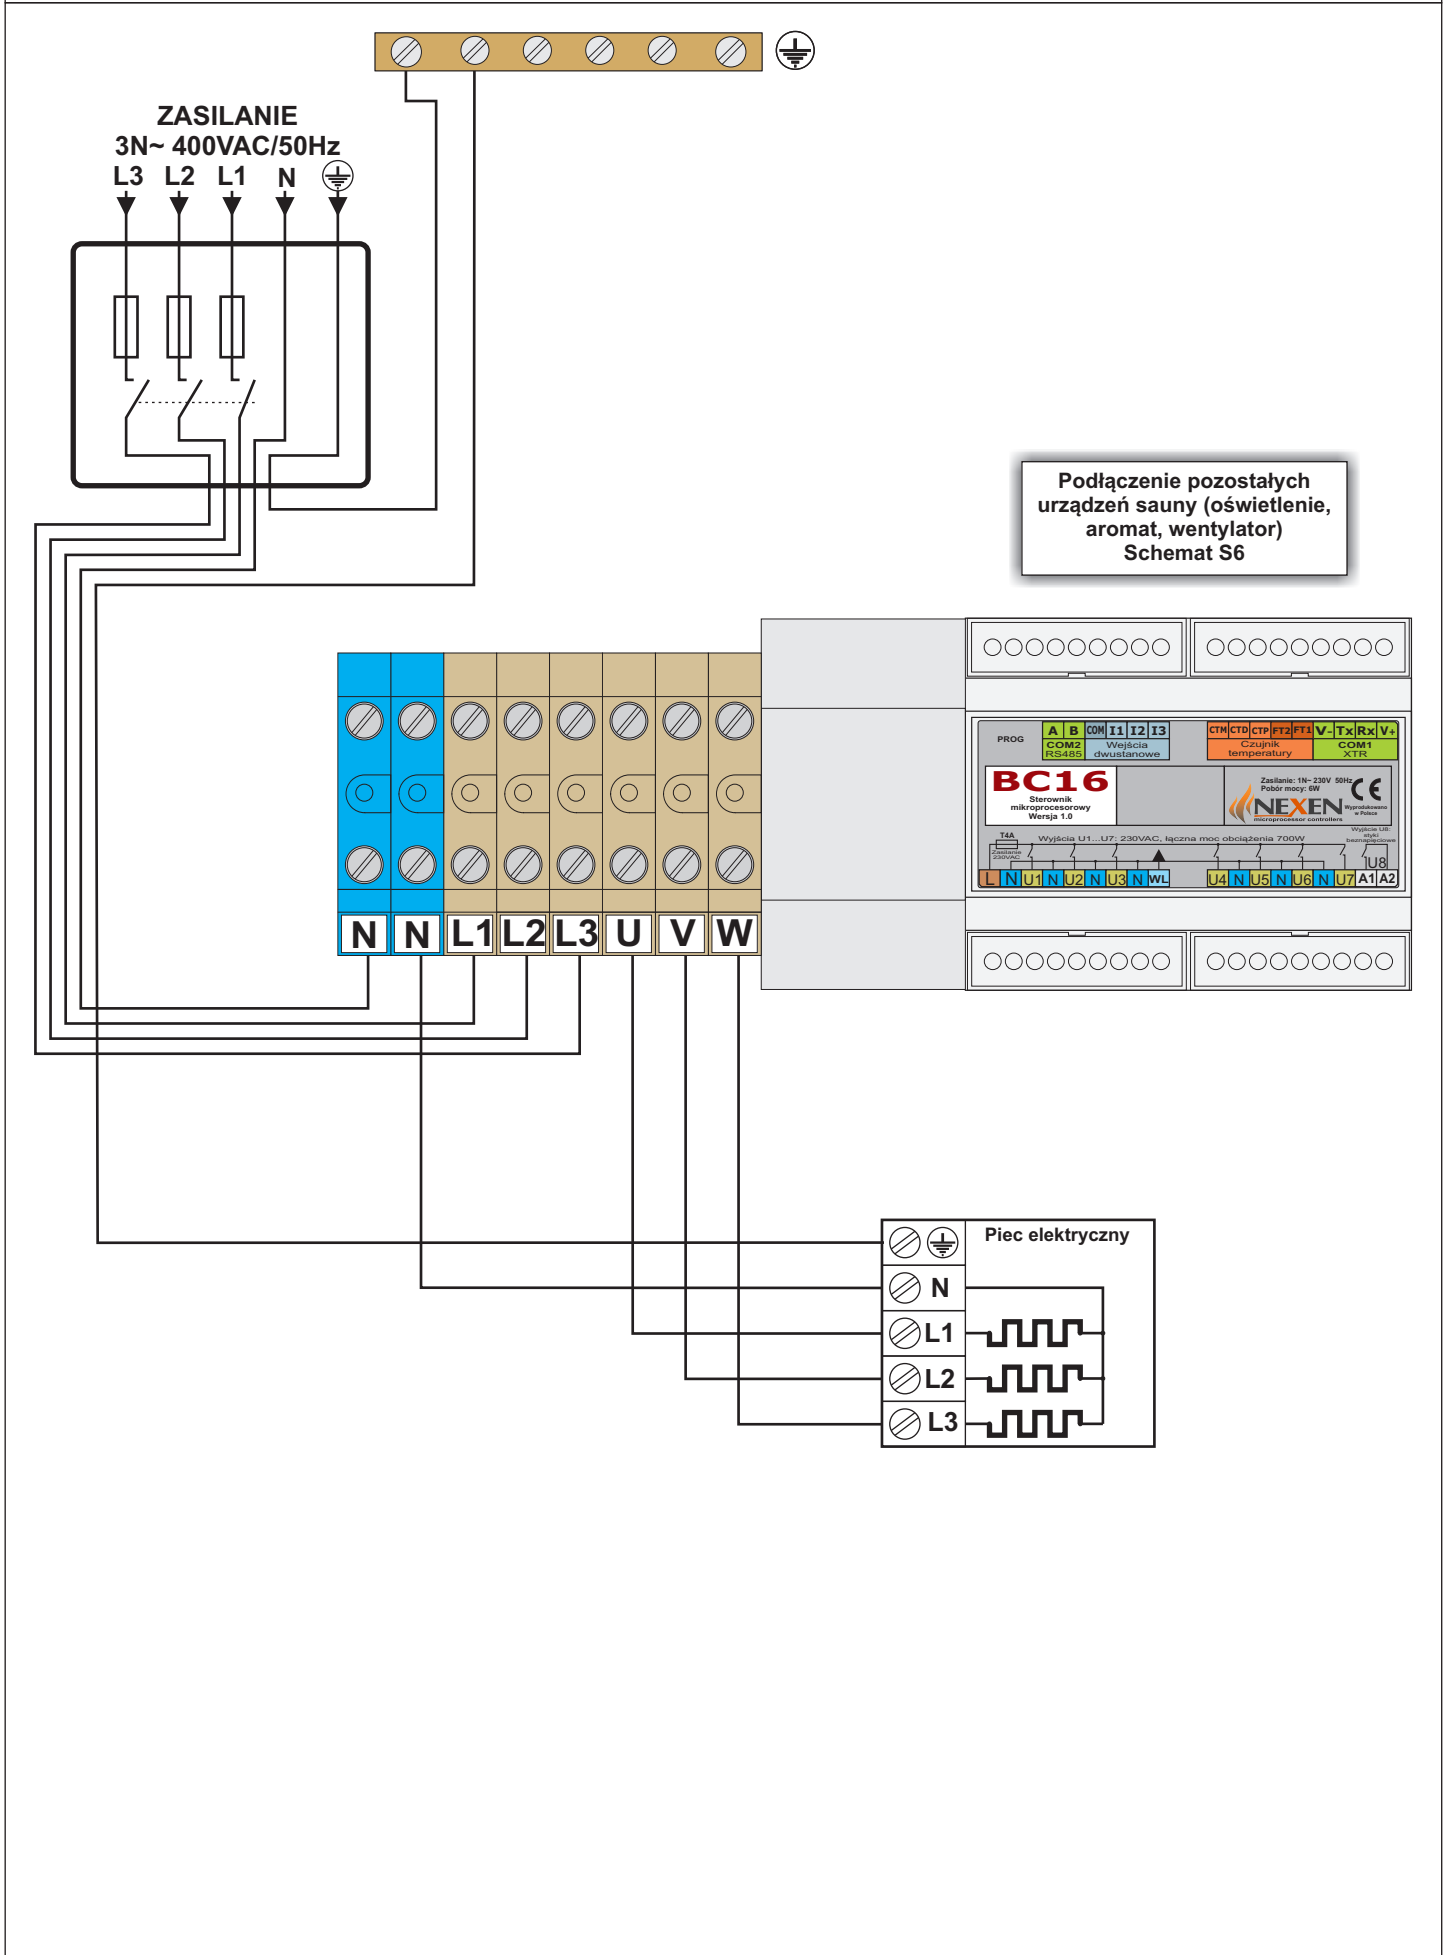 ZASILANIE
3N~ 400VAC/50Hz
L3 L2 L1 N
Podłączenie pozostałych
urządzeń sauny (oświetlenie,
aromat, wentylator)
Schemat S6
PROG
A B COM I1 I2 I3
COM2 Wejścia
RS485 dwustanowe
CTM CTD CTP FT2 FT1 V- Tx Rx V+
Czujnik COM1
temperatury XTR
BC16
Sterownik
mikroprocesorowy
Wersja 1.0
Zasilanie: 1N~ 230V 50Hz
Pobór mocy: 6W
CE
NEXEN
microprocessor controllers
Wyprodukowano
w Polsce
T4A
Zasilanie
230VAC
Wyjścia U1...U7: 230VAC, łączna moc obciążenia 700W
Wyjście U8:
styki
beznapięciowe
U8
L N U1 N U2 N U3 N WL U4 N U5 N U6 N U7 A1 A2
N N L1 L2 L3 U V W
Piec elektryczny
N
L1
L2
L3